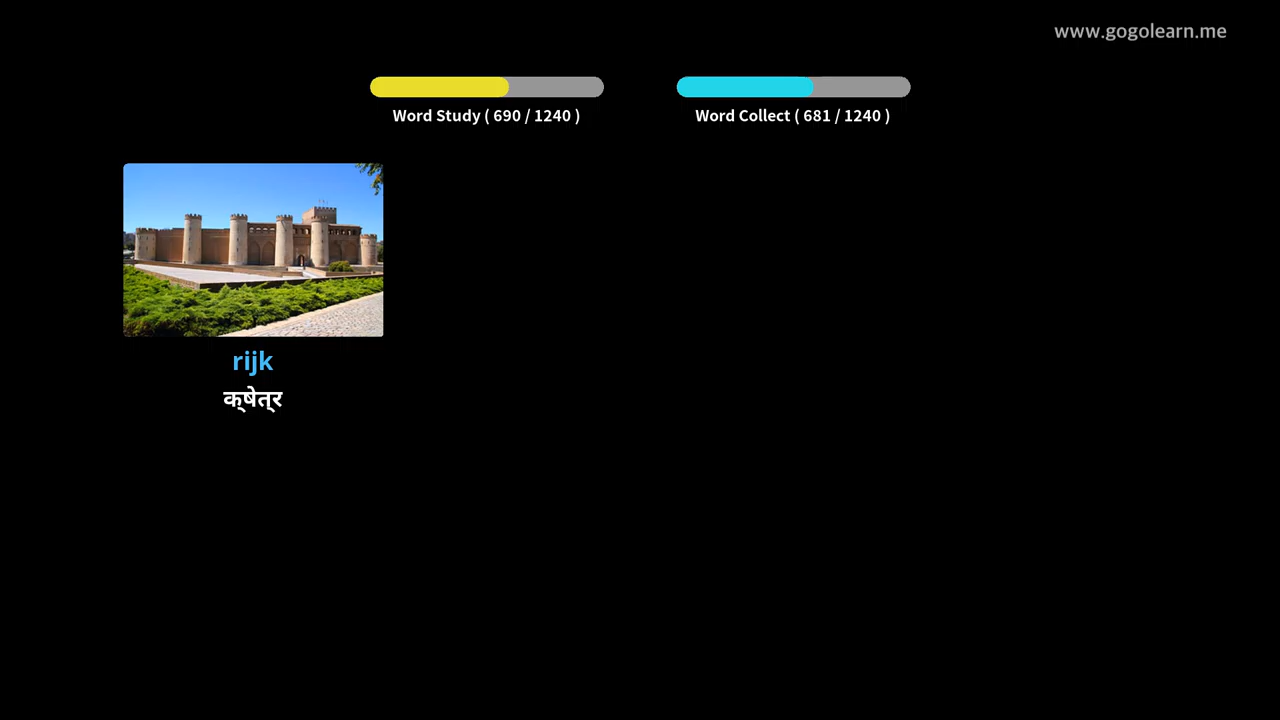 www.gogolearn.me
Word Study ( 690 / 1240 )
Word Collect ( 681 / 1240 )
rijk
क्षेत्र